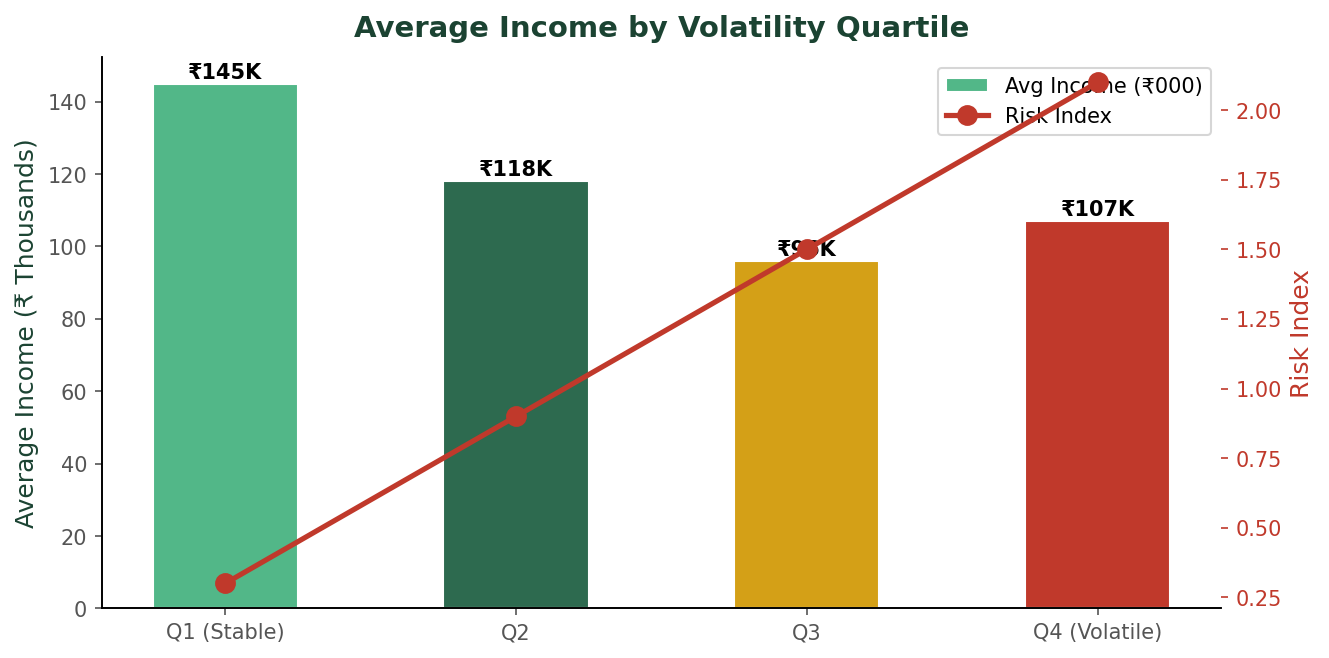 Average Income by Volatility Quartile
Average Income (₹ Thousands)
140
120
100
80
60
40
20
0
₹145K
₹118K
₹107K
Avg Income (₹000)
Risk Index
2.00
1.75
1.50
1.25
1.00
0.75
0.50
0.25
Risk Index
Q1 (Stable)
Q2
Q3
Q4 (Volatile)